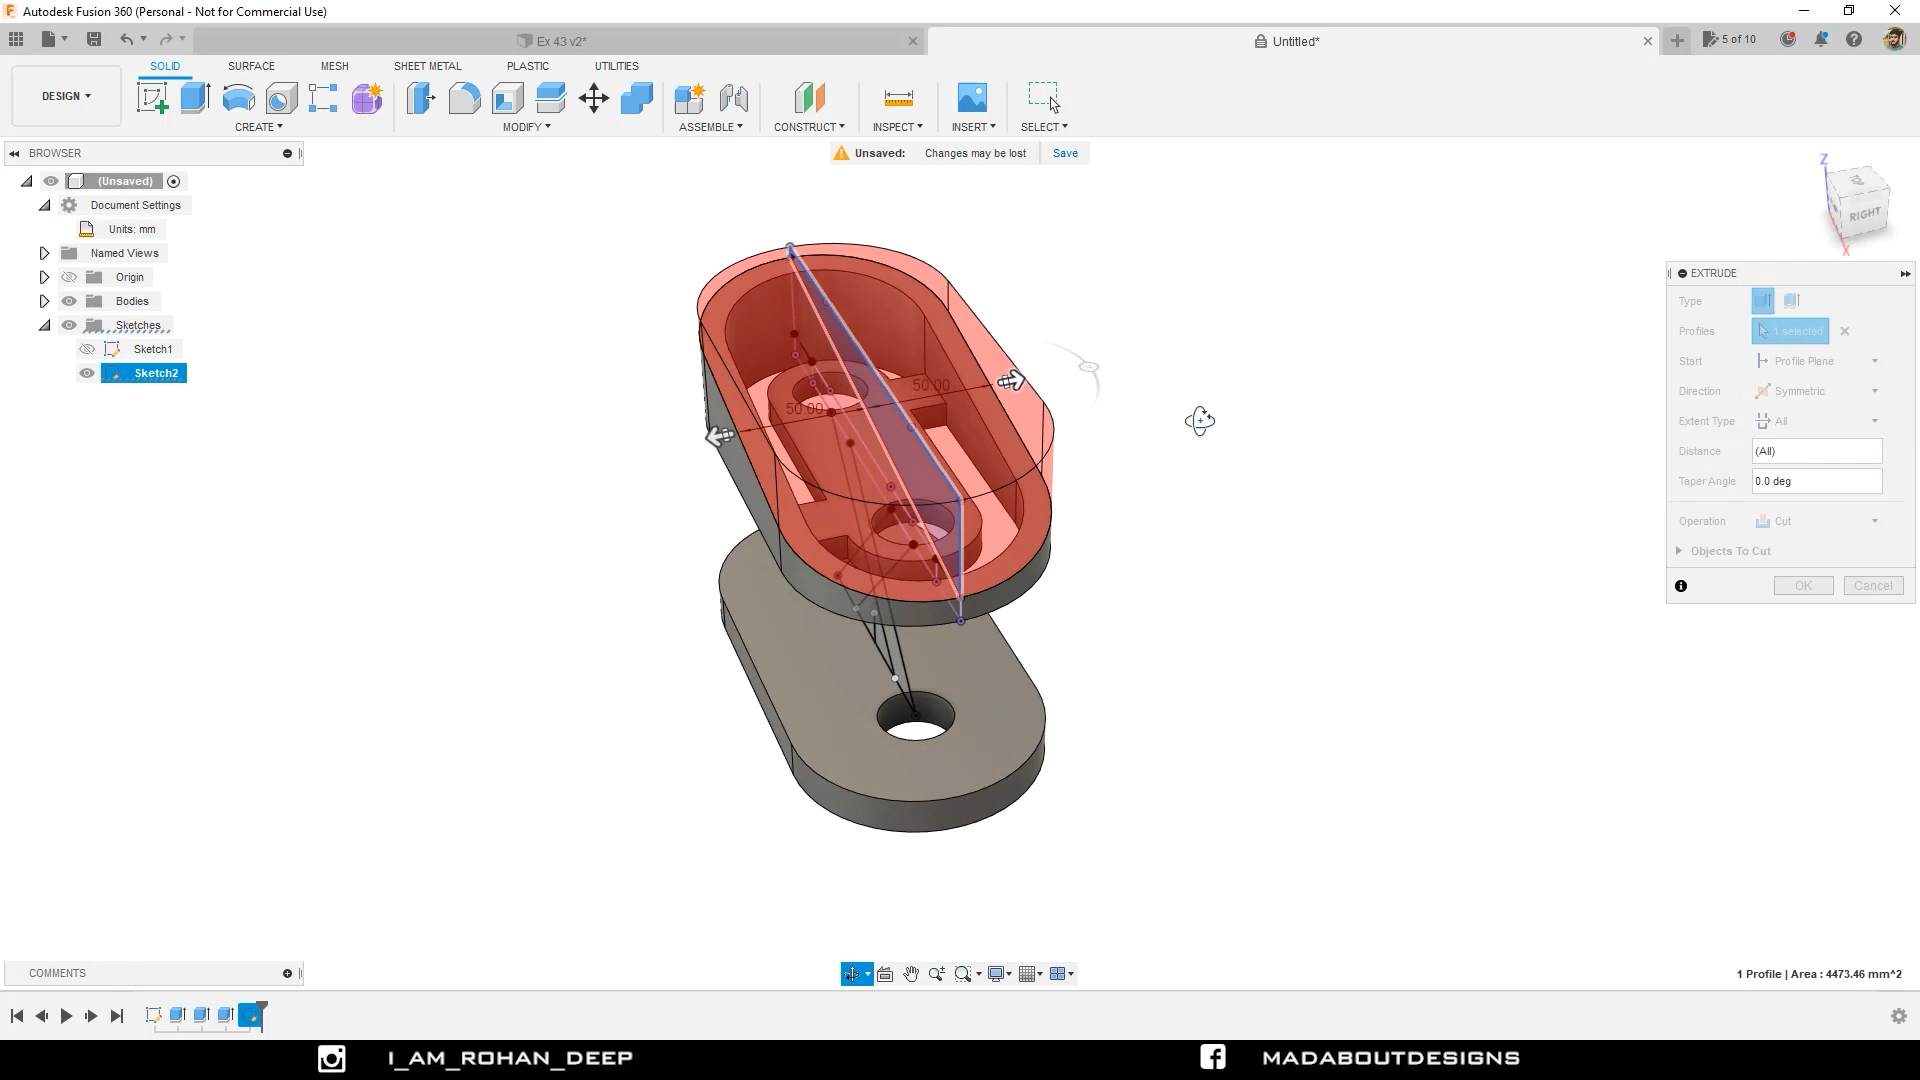 Autodesk Fusion 360 (Personal - Not for Commercial Use)
Ex 43 v2*
Untitled*
5 of 10
DESIGN
SOLID
SURFACE
MESH
SHEET METAL
PLASTIC
UTILITIES
CREATE
MODIFY
ASSEMBLE
CONSTRUCT
INSPECT
INSERT
SELECT
BROWSER
Unsaved: Changes may be lost Save
(Unsaved)
Document Settings
Units: mm
Named Views
Origin
Bodies
Sketches
Sketch1
Sketch2
50.00
50.00
Z
RIGHT
X
EXTRUDE
Type
Profiles 1 selected
Start Profile Plane
Direction Symmetric
Extent Type All
Distance (All)
Taper Angle 0.0 deg
Operation Cut
Objects To Cut
OK Cancel
COMMENTS
1 Profile | Area : 4473.46 mm^2
I_AM_ROHAN_DEEP
MADABOUTDESIGNS